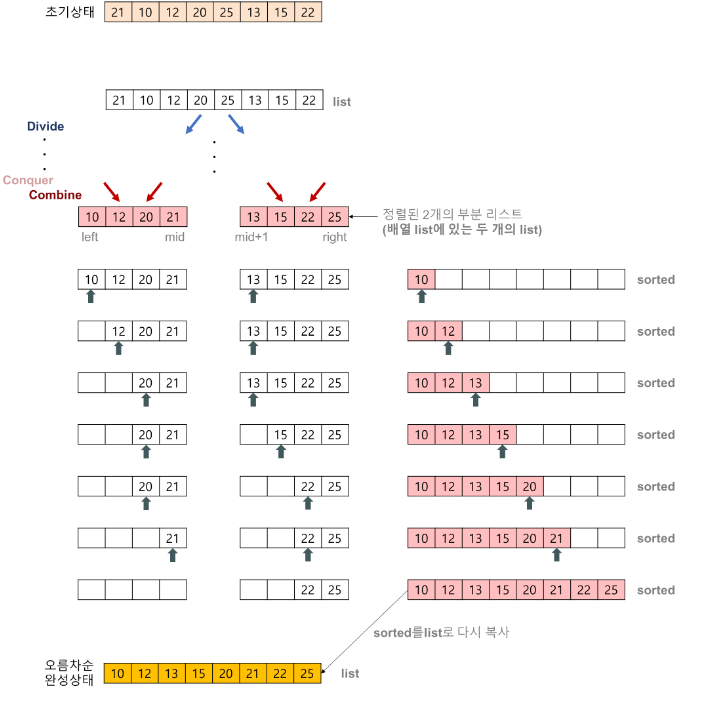 초기상태 21 10 12 20 25 13 15 22
21 10 12 20 25 13 15 22 list
Divide
Conquer
Combine
10 12 20 21 13 15 22 25 정렬된 2개의 부분 리스트
(배열 list에 있는 두 개의 list)
left mid mid+1 right
10 12 20 21 13 15 22 25 10 sorted
12 20 21 13 15 22 25 10 12 sorted
20 21 13 15 22 25 10 12 13 sorted
20 21 15 22 25 10 12 13 15 sorted
20 21 22 25 10 12 13 15 20 sorted
21 22 25 10 12 13 15 20 21 sorted
22 25 10 12 13 15 20 21 22 25 sorted
sorted를list로 다시 복사
오름차순
완성상태 10 12 13 15 20 21 22 25 list